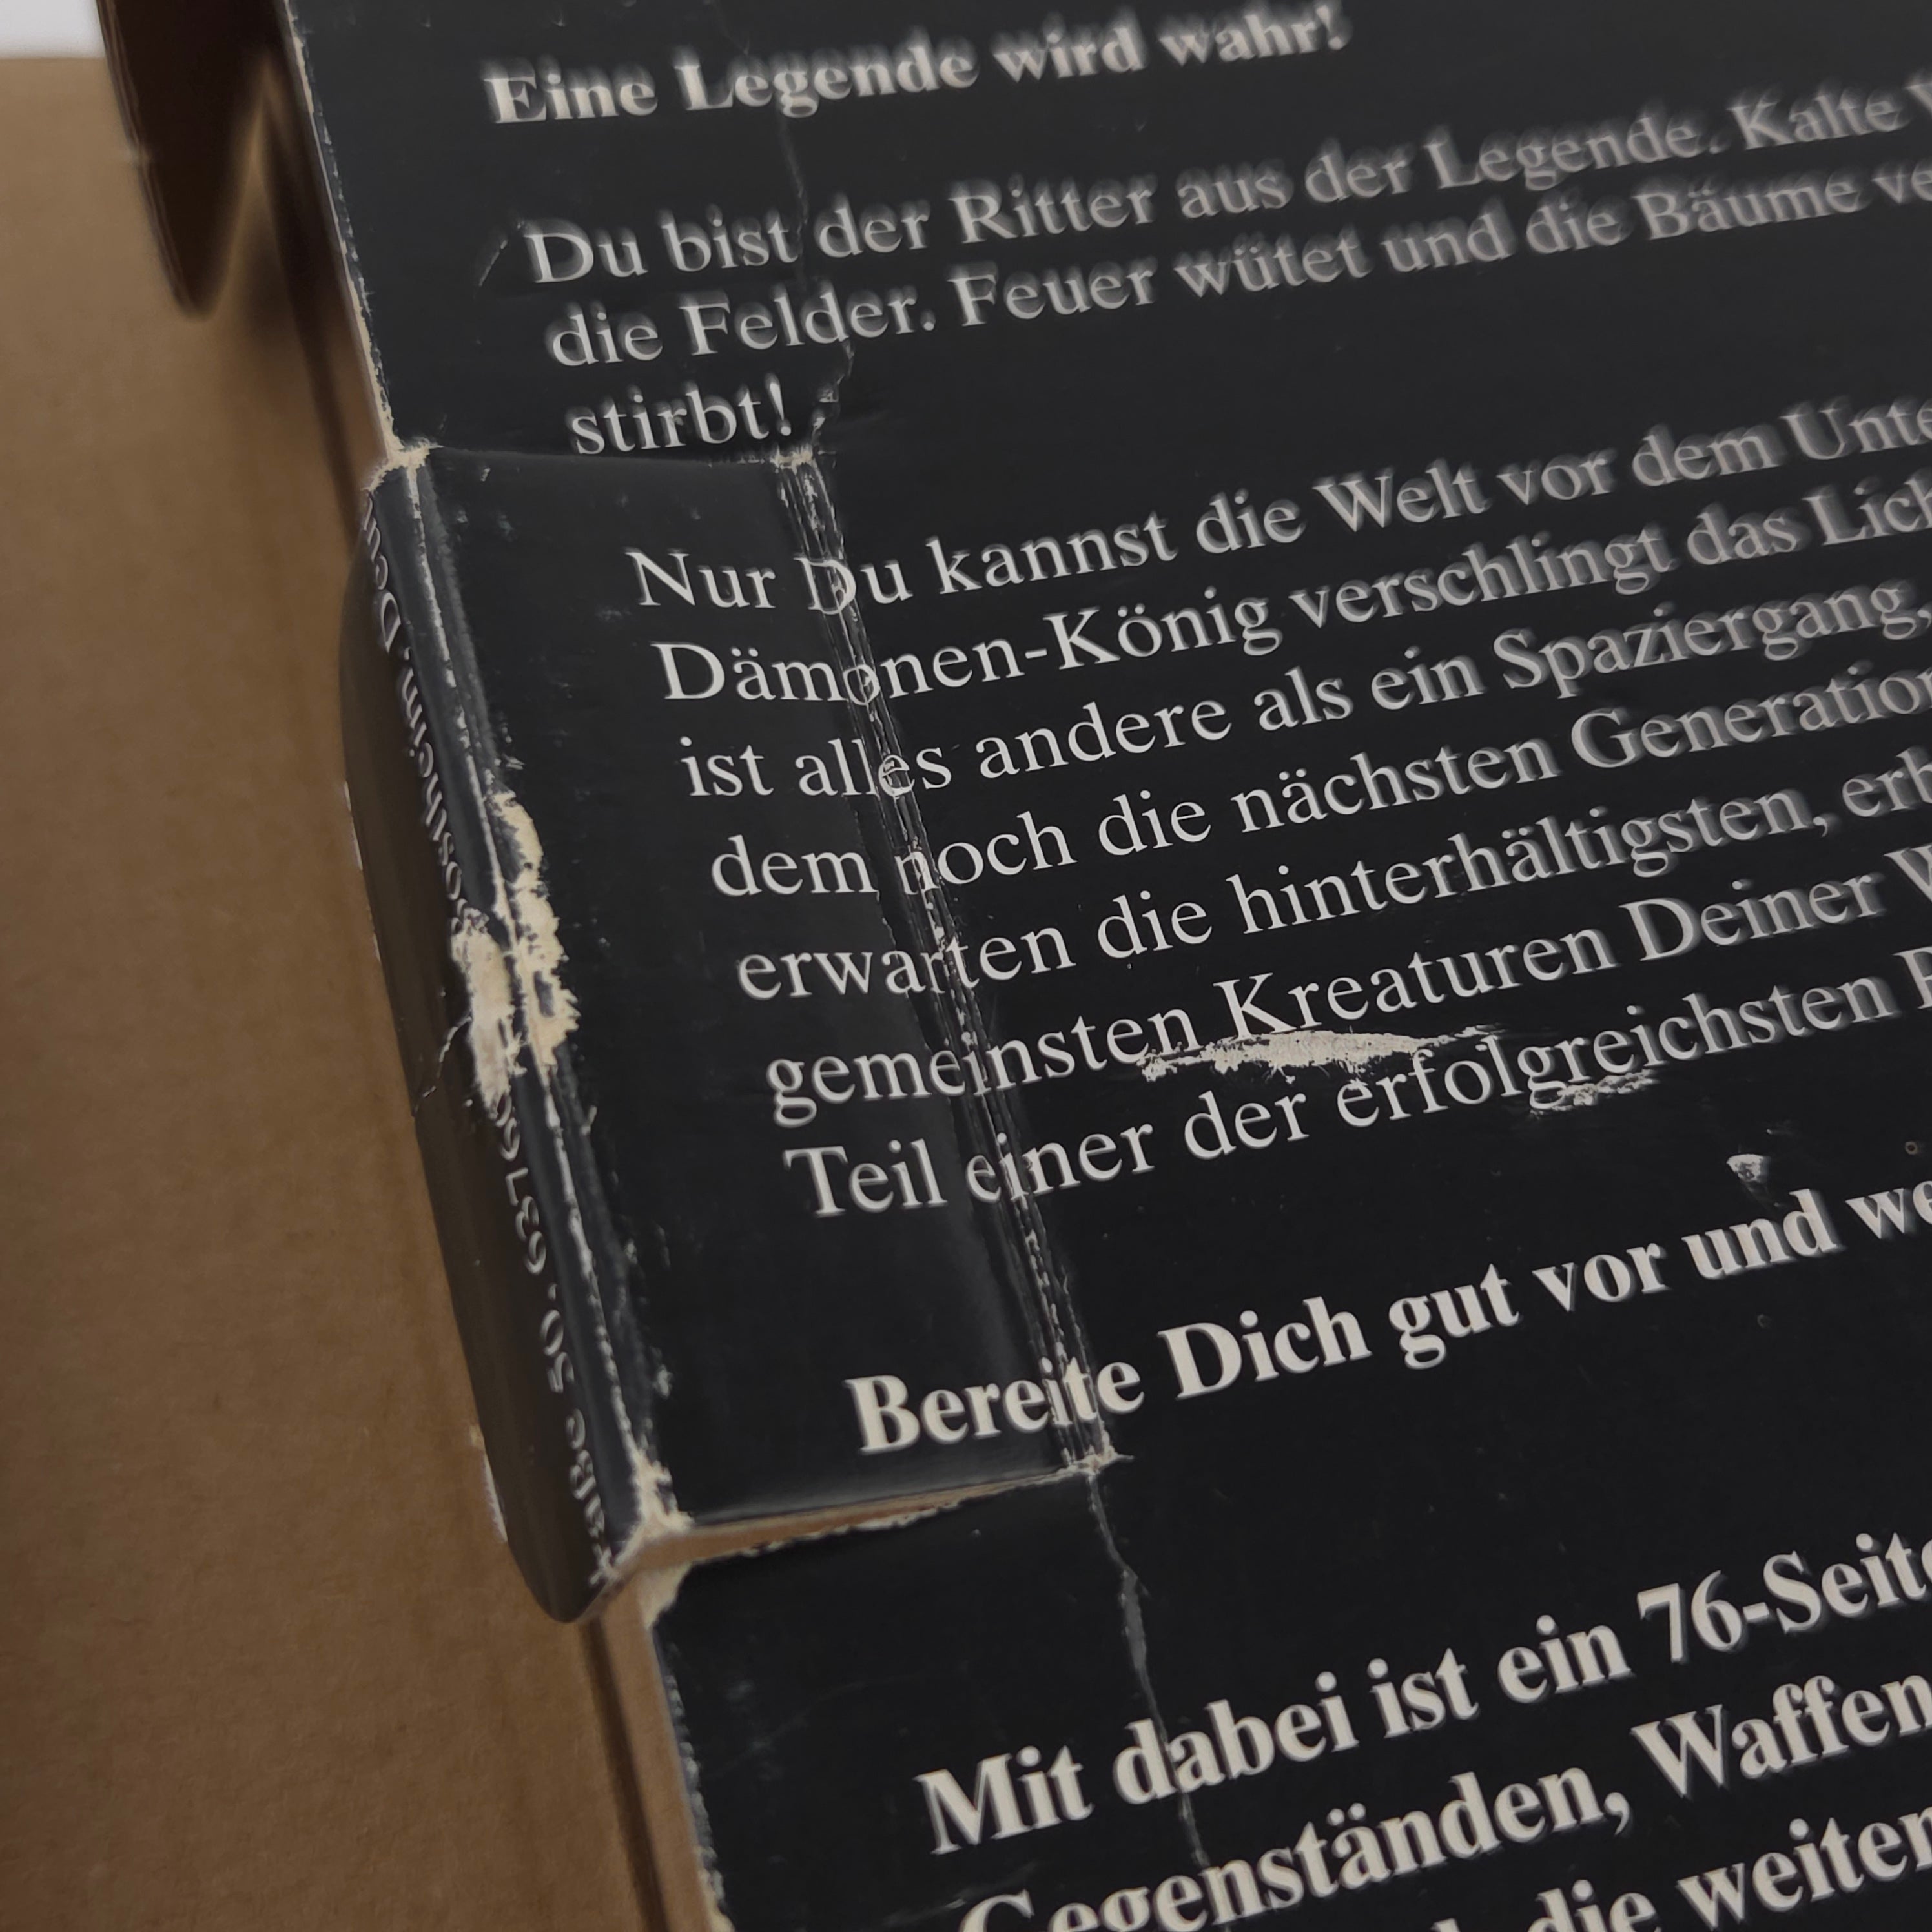 Eine Legende wird wahr!
Du bist der Ritter aus der Legende. Kalte
die Felder. Feuer wütet und die Bäume
stirbt!
Nur Du kannst die Welt vor dem
Dämonen-König verschlingt das
ist alles andere als ein Spaziergang,
dem noch die nächsten
erwarten die hinterhältigsten,
gemeinsten Kreaturen Deiner
Teil einer der erfolgreichsten
Bereite Dich gut vor und
Mit dabei ist ein
Gegenständen, Waffen
die